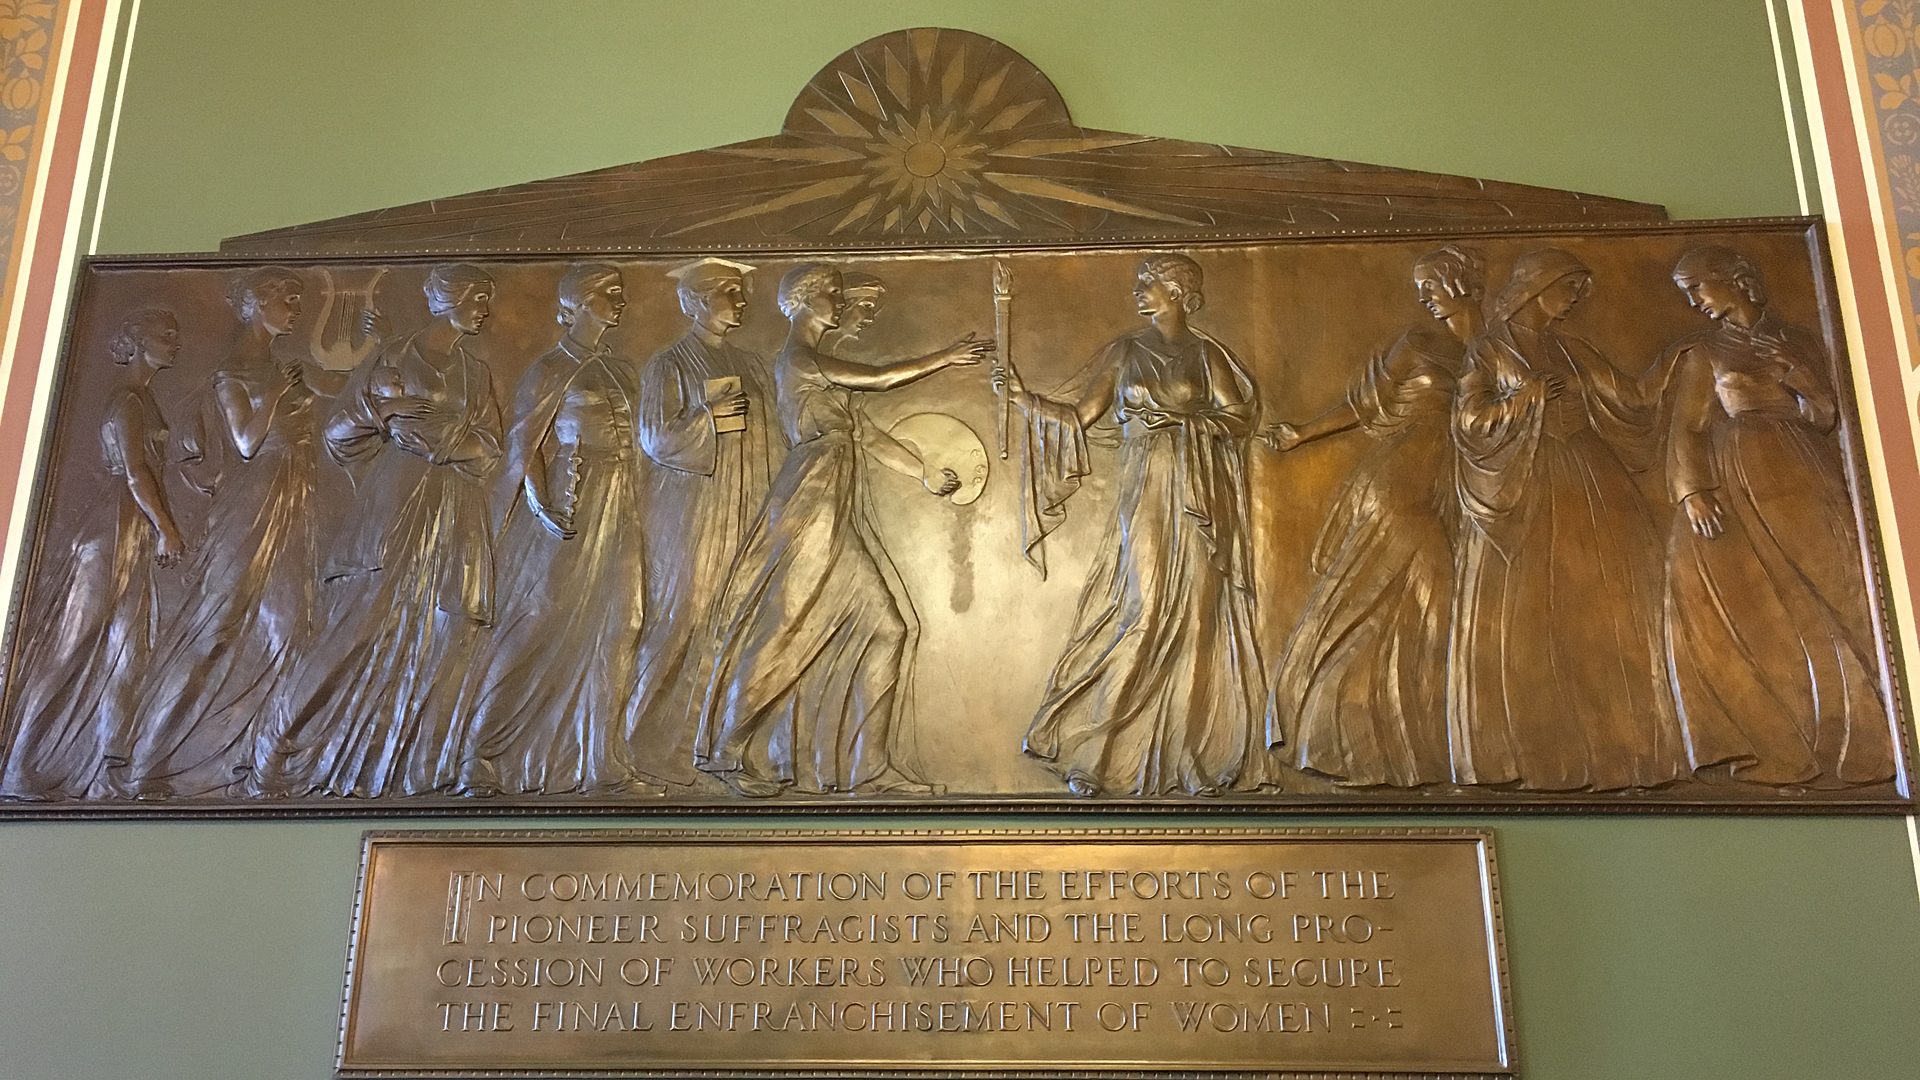 IN COMMEMORATION OF THE EFFORTS OF THE
PIONEER SUFFRAGISTS AND THE LONG PRO-
CESSION OF WORKERS WHO HELPED TO SECURE
THE FINAL ENFRANCHISEMENT OF WOMEN